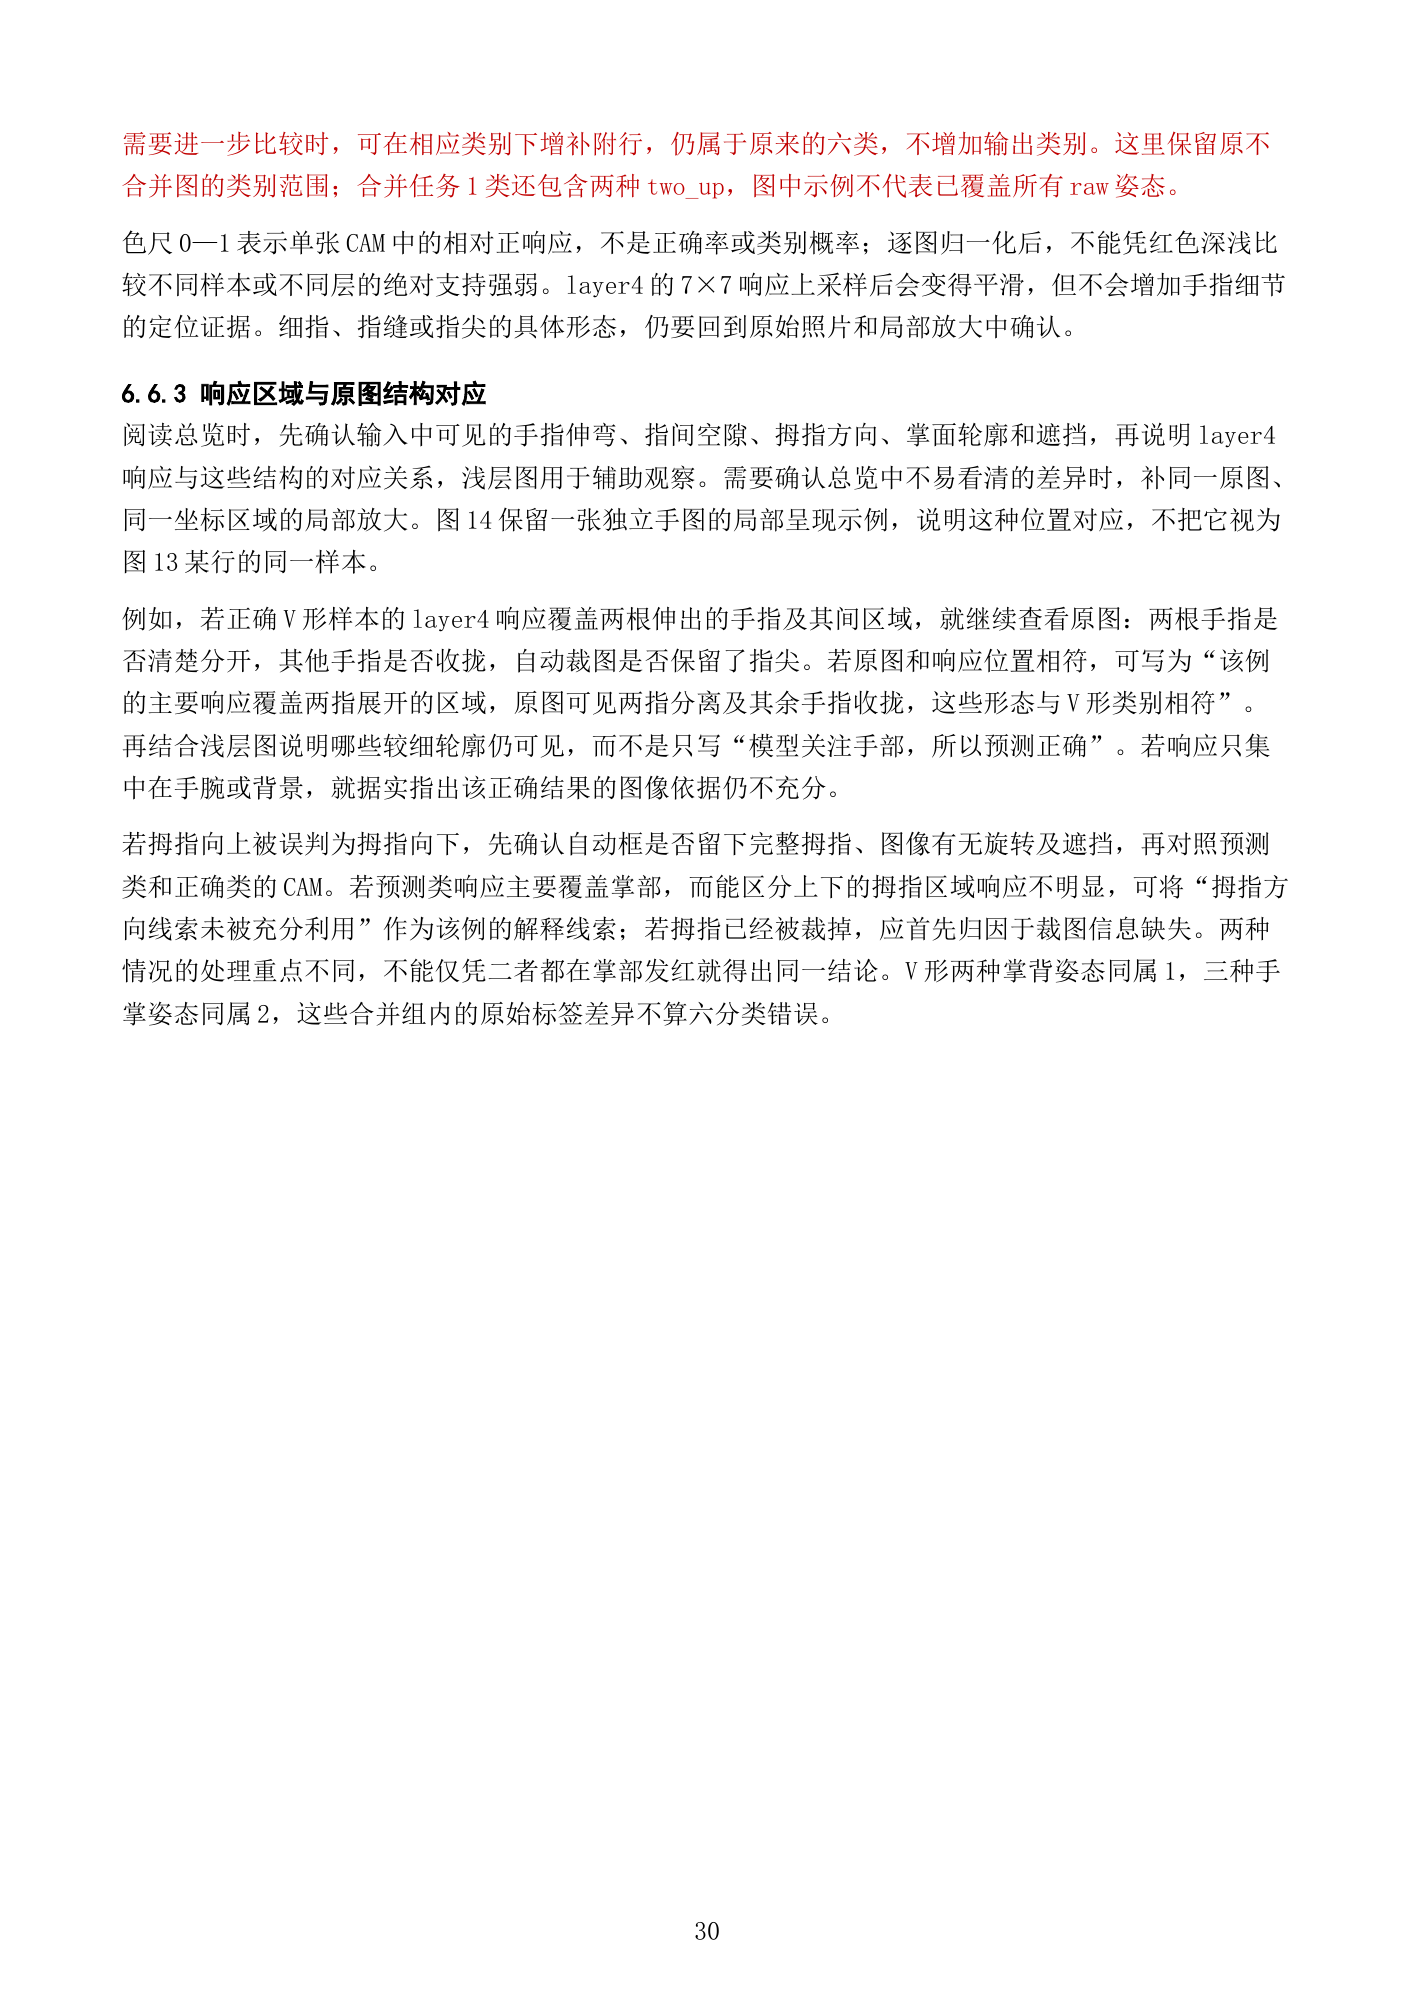 需要进一步比较时，可在相应类别下增补附行，仍属于原来的六类，不增加输出类别。这里保留原不
合并图的类别范围；合并任务 1 类还包含两种 two_up，图中示例不代表已覆盖所有 raw 姿态。
色尺 0—1 表示单张 CAM 中的相对正响应，不是正确率或类别概率；逐图归一化后，不能凭红色深浅比
较不同样本或不同层的绝对支持强弱。layer4 的 7×7 响应上采样后会变得平滑，但不会增加手指细节
的定位证据。细指、指缝或指尖的具体形态，仍要回到原始照片和局部放大中确认。
6.6.3 响应区域与原图结构对应
阅读总览时，先确认输入中可见的手指伸弯、指间空隙、拇指方向、掌面轮廓和遮挡，再说明 layer4
响应与这些结构的对应关系，浅层图用于辅助观察。需要确认总览中不易看清的差异时，补同一原图、
同一坐标区域的局部放大。图 14 保留一张独立手图的局部呈现示例，说明这种位置对应，不把它视为
图 13 某行的同一样本。
例如，若正确 V 形样本的 layer4 响应覆盖两根伸出的手指及其间区域，就继续查看原图：两根手指是
否清楚分开，其他手指是否收拢，自动裁图是否保留了指尖。若原图和响应位置相符，可写为“该例
的主要响应覆盖两指展开的区域，原图可见两指分离及其余手指收拢，这些形态与 V 形类别相符”。
再结合浅层图说明哪些较细轮廓仍可见，而不是只写“模型关注手部，所以预测正确”。若响应只集
中在手腕或背景，就据实指出该正确结果的图像依据仍不充分。
若拇指向上被误判为拇指向下，先确认自动框是否留下完整拇指、图像有无旋转及遮挡，再对照预测
类和正确类的 CAM。若预测类响应主要覆盖掌部，而能区分上下的拇指区域响应不明显，可将“拇指方
向线索未被充分利用”作为该例的解释线索；若拇指已经被裁掉，应首先归因于裁图信息缺失。两种
情况的处理重点不同，不能仅凭二者都在掌部发红就得出同一结论。V 形两种掌背姿态同属 1，三种手
掌姿态同属 2，这些合并组内的原始标签差异不算六分类错误。
30